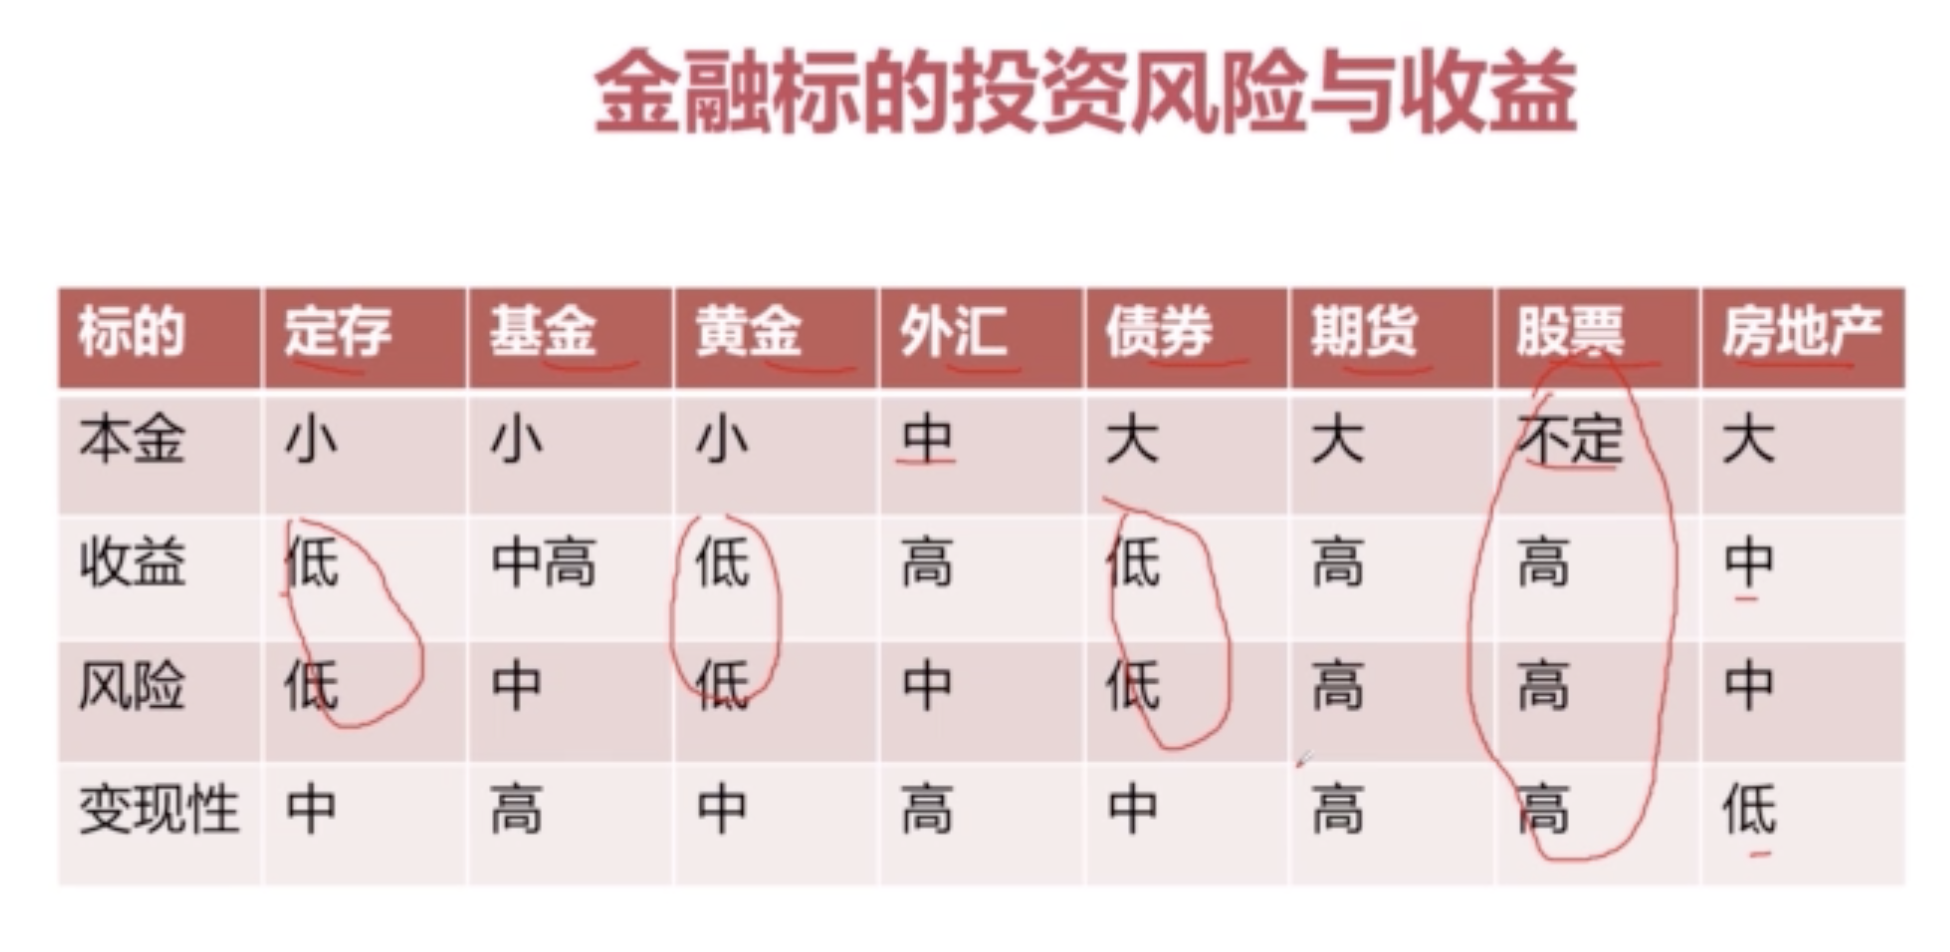 金融标的投资风险与收益
标的 定存 基金 黄金 外汇 债券 期货 股票 房地产
本金 小 小 小 中 大 大 不定 大
收益 低 中高 低 高 低 高 高 中
风险 低 中 低 中 低 高 高 中
变现性 中 高 中 高 中 高 高 低